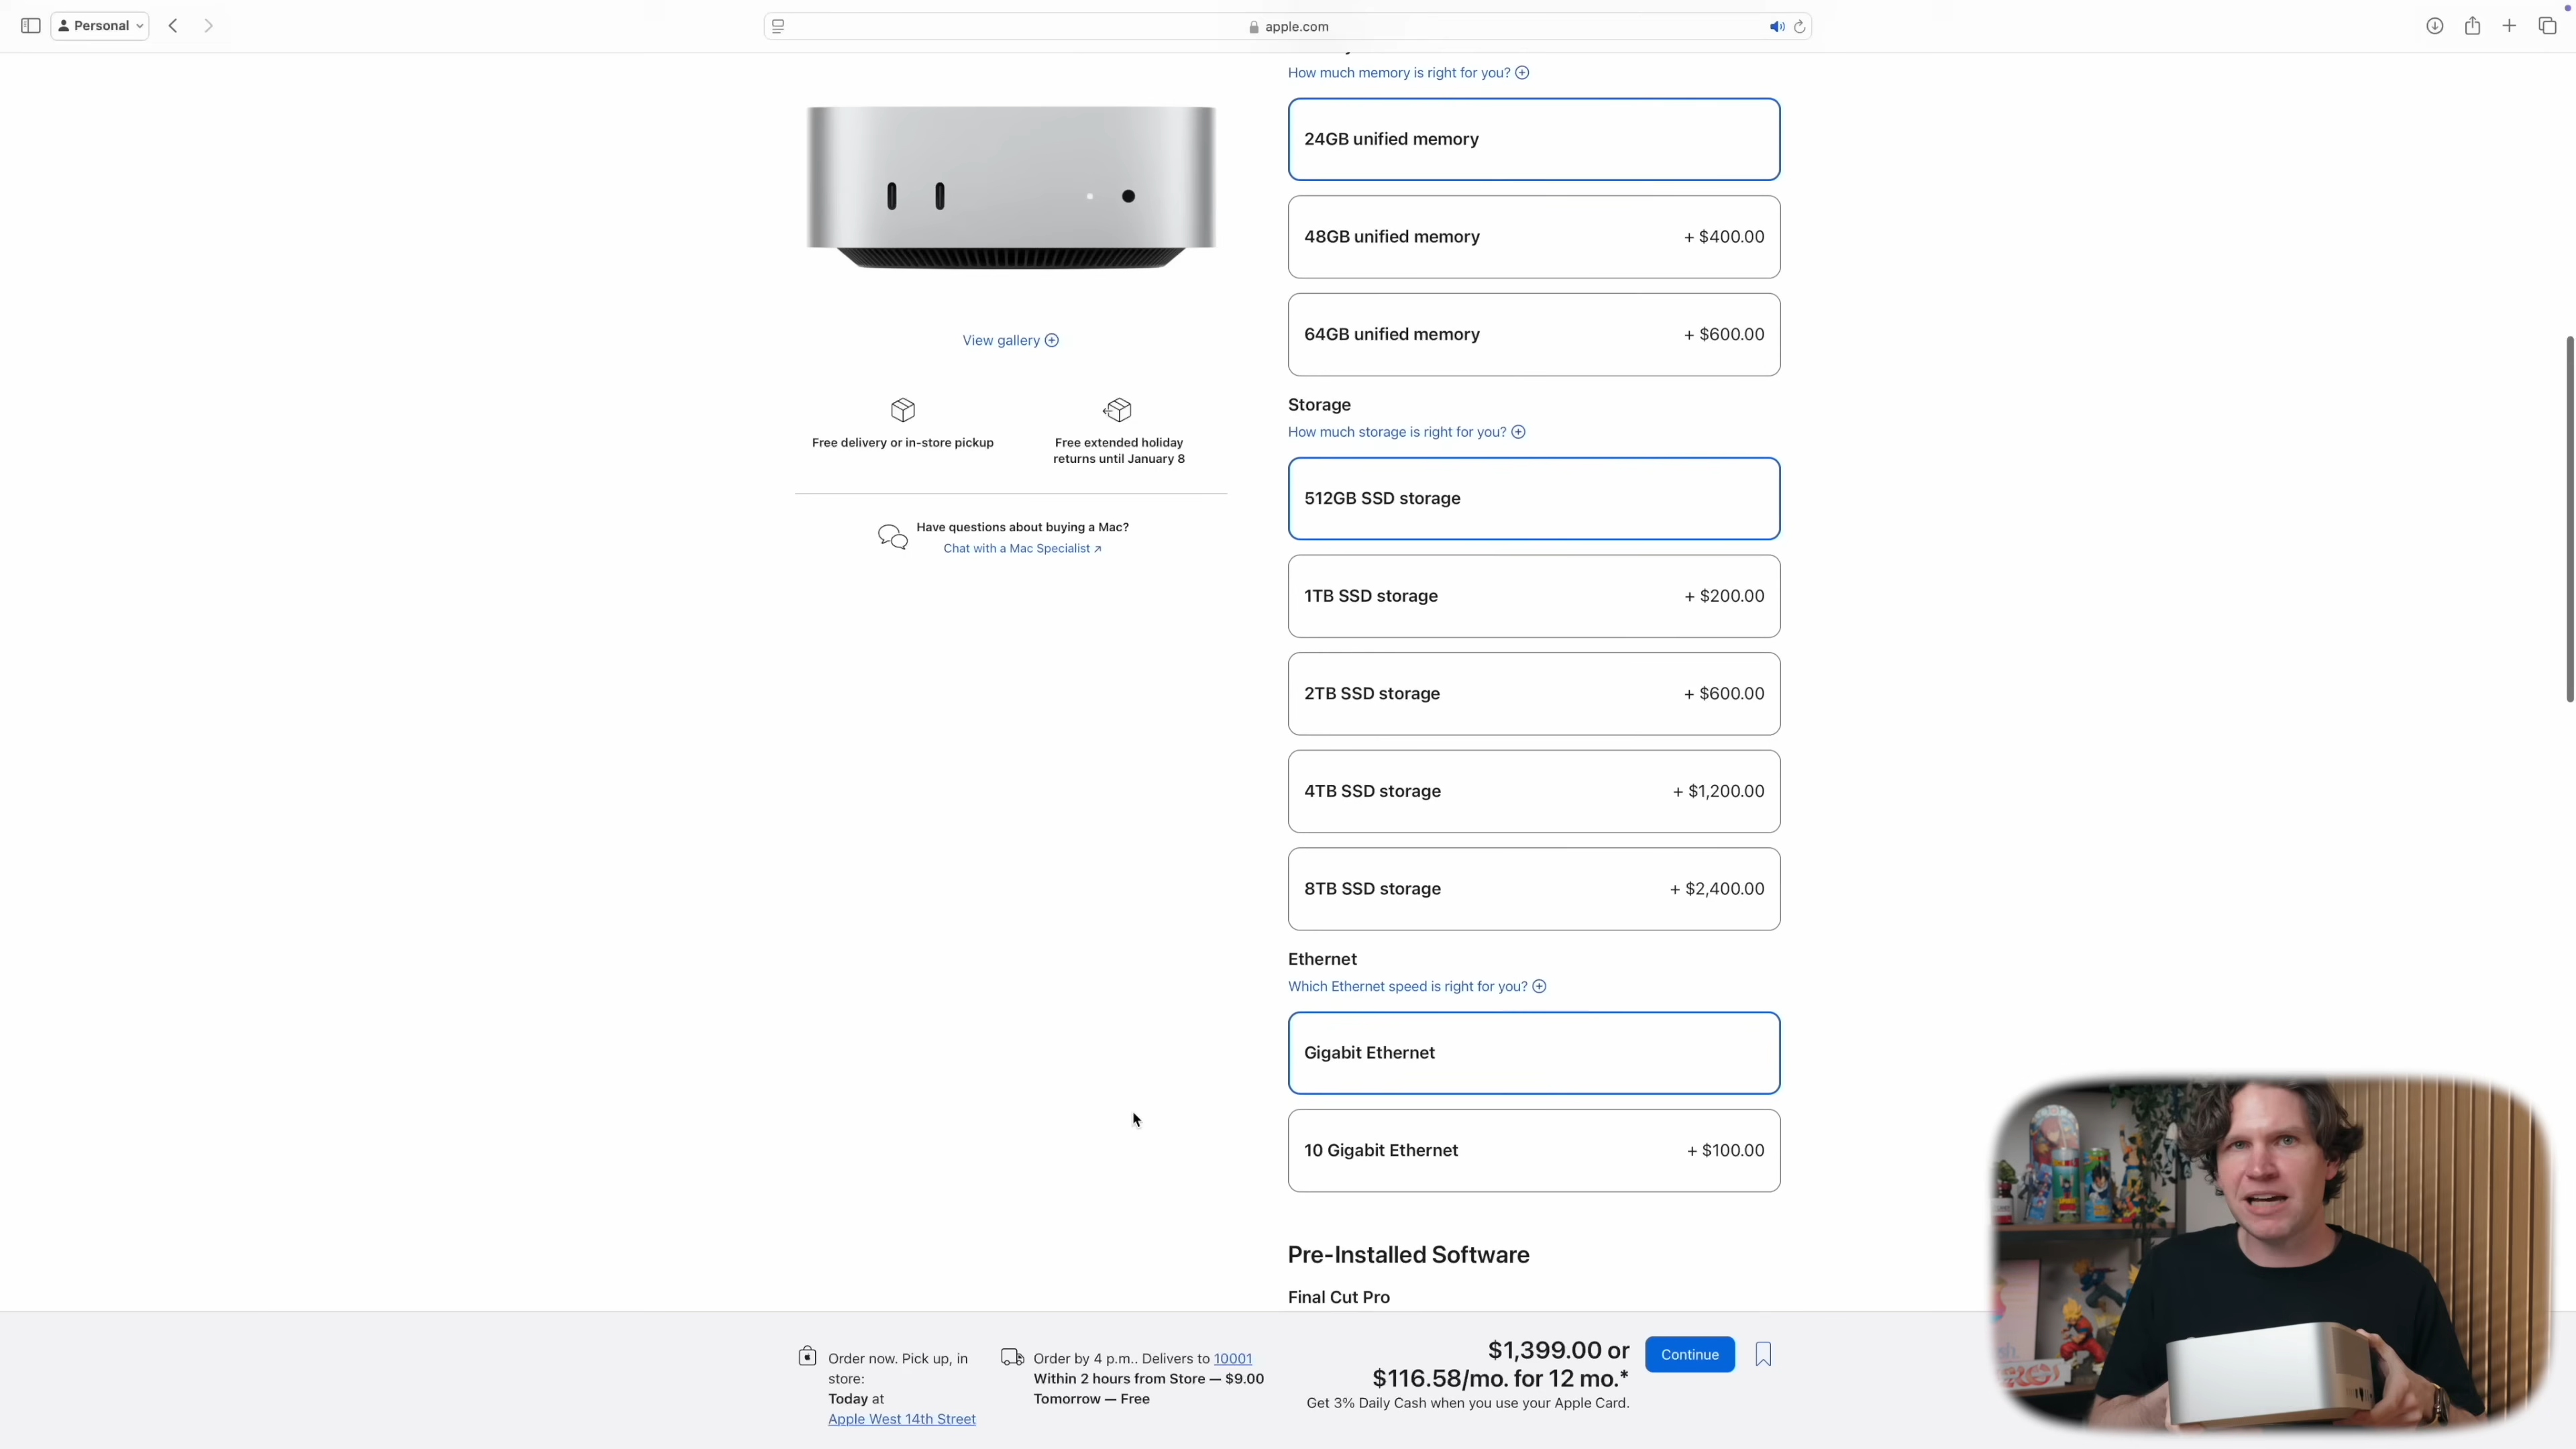 Personal
apple.com
How much memory is right for you?
24GB unified memory
48GB unified memory + $400.00
64GB unified memory + $600.00
View gallery
Free delivery or in-store pickup
Free extended holiday
returns until January 8
Have questions about buying a Mac?
Chat with a Mac Specialist ↗
Storage
How much storage is right for you?
512GB SSD storage
1TB SSD storage + $200.00
2TB SSD storage + $600.00
4TB SSD storage + $1,200.00
8TB SSD storage + $2,400.00
Ethernet
Which Ethernet speed is right for you?
Gigabit Ethernet
10 Gigabit Ethernet + $100.00
Pre-Installed Software
Final Cut Pro
Order now. Pick up, in
store:
Today at
Apple West 14th Street
Order by 4 p.m.. Delivers to 10001
Within 2 hours from Store — $9.00
Tomorrow — Free
$1,399.00 or
$116.58/mo. for 12 mo.*
Get 3% Daily Cash when you use your Apple Card.
Continue